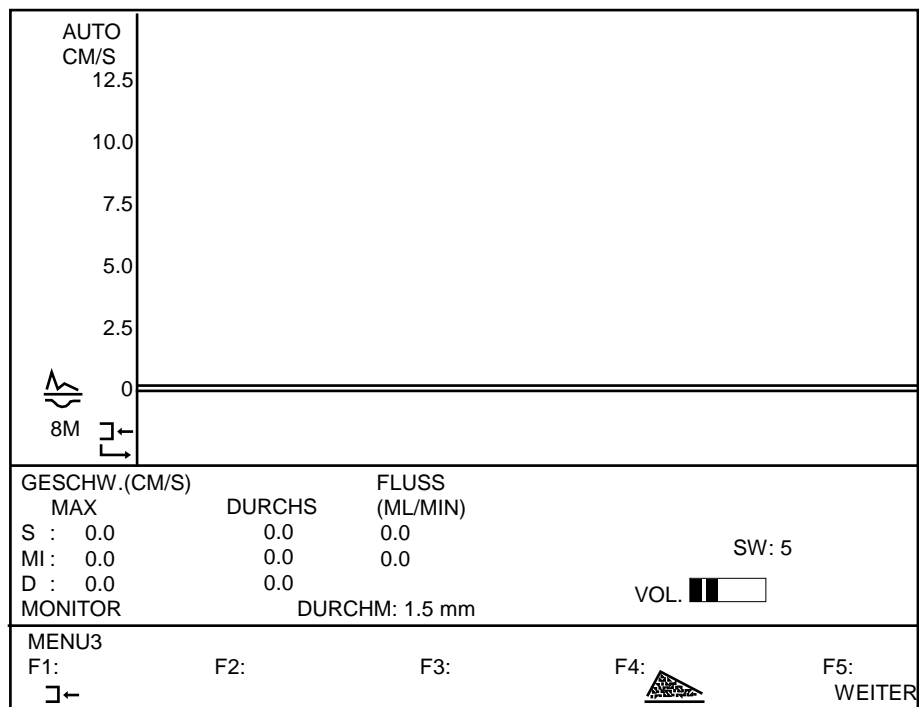 AUTO
CM/S
12.5
10.0
7.5
5.0
2.5
0
8M
GESCHW.(CM/S) FLUSS
MAX DURCHS (ML/MIN)
S : 0.0 0.0 0.0
MI : 0.0 0.0 0.0
SW: 5
D : 0.0 0.0
VOL.
MONITOR DURCHM: 1.5 mm
MENU3
F1: F2: F3: F4: F5:
WEITER